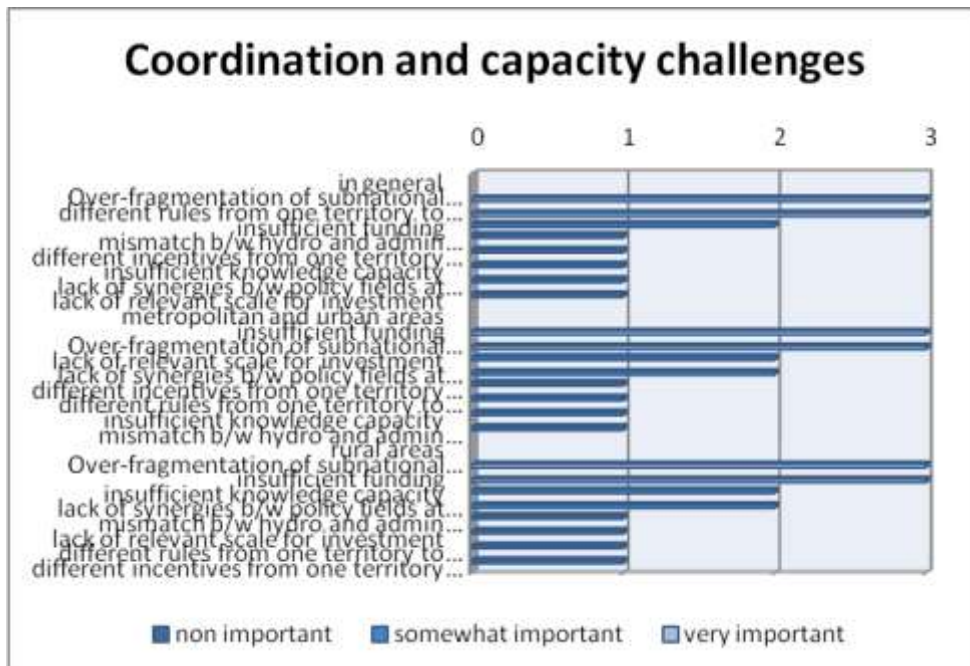 Coordination and capacity challenges
0 1 2 3
in general
Over-fragmentation of subnational...
different rules from one territory to...
insufficient funding
mismatch b/w hydro and admin...
different incentives from one territory...
insufficient knowledge capacity
lack of synergies b/w policy fields at...
lack of relevant scale for investment
metropolitan and urban areas
insufficient funding
Over-fragmentation of subnational...
lack of relevant scale for investment
lack of synergies b/w policy fields at...
different incentives from one territory...
different rules from one territory to...
insufficient knowledge capacity
mismatch b/w hydro and admin...
rural areas
Over-fragmentation of subnational...
insufficient funding
insufficient knowledge capacity
lack of synergies b/w policy fields at...
mismatch b/w hydro and admin...
lack of relevant scale for investment
different rules from one territory to...
different incentives from one territory...
non important somewhat important very important